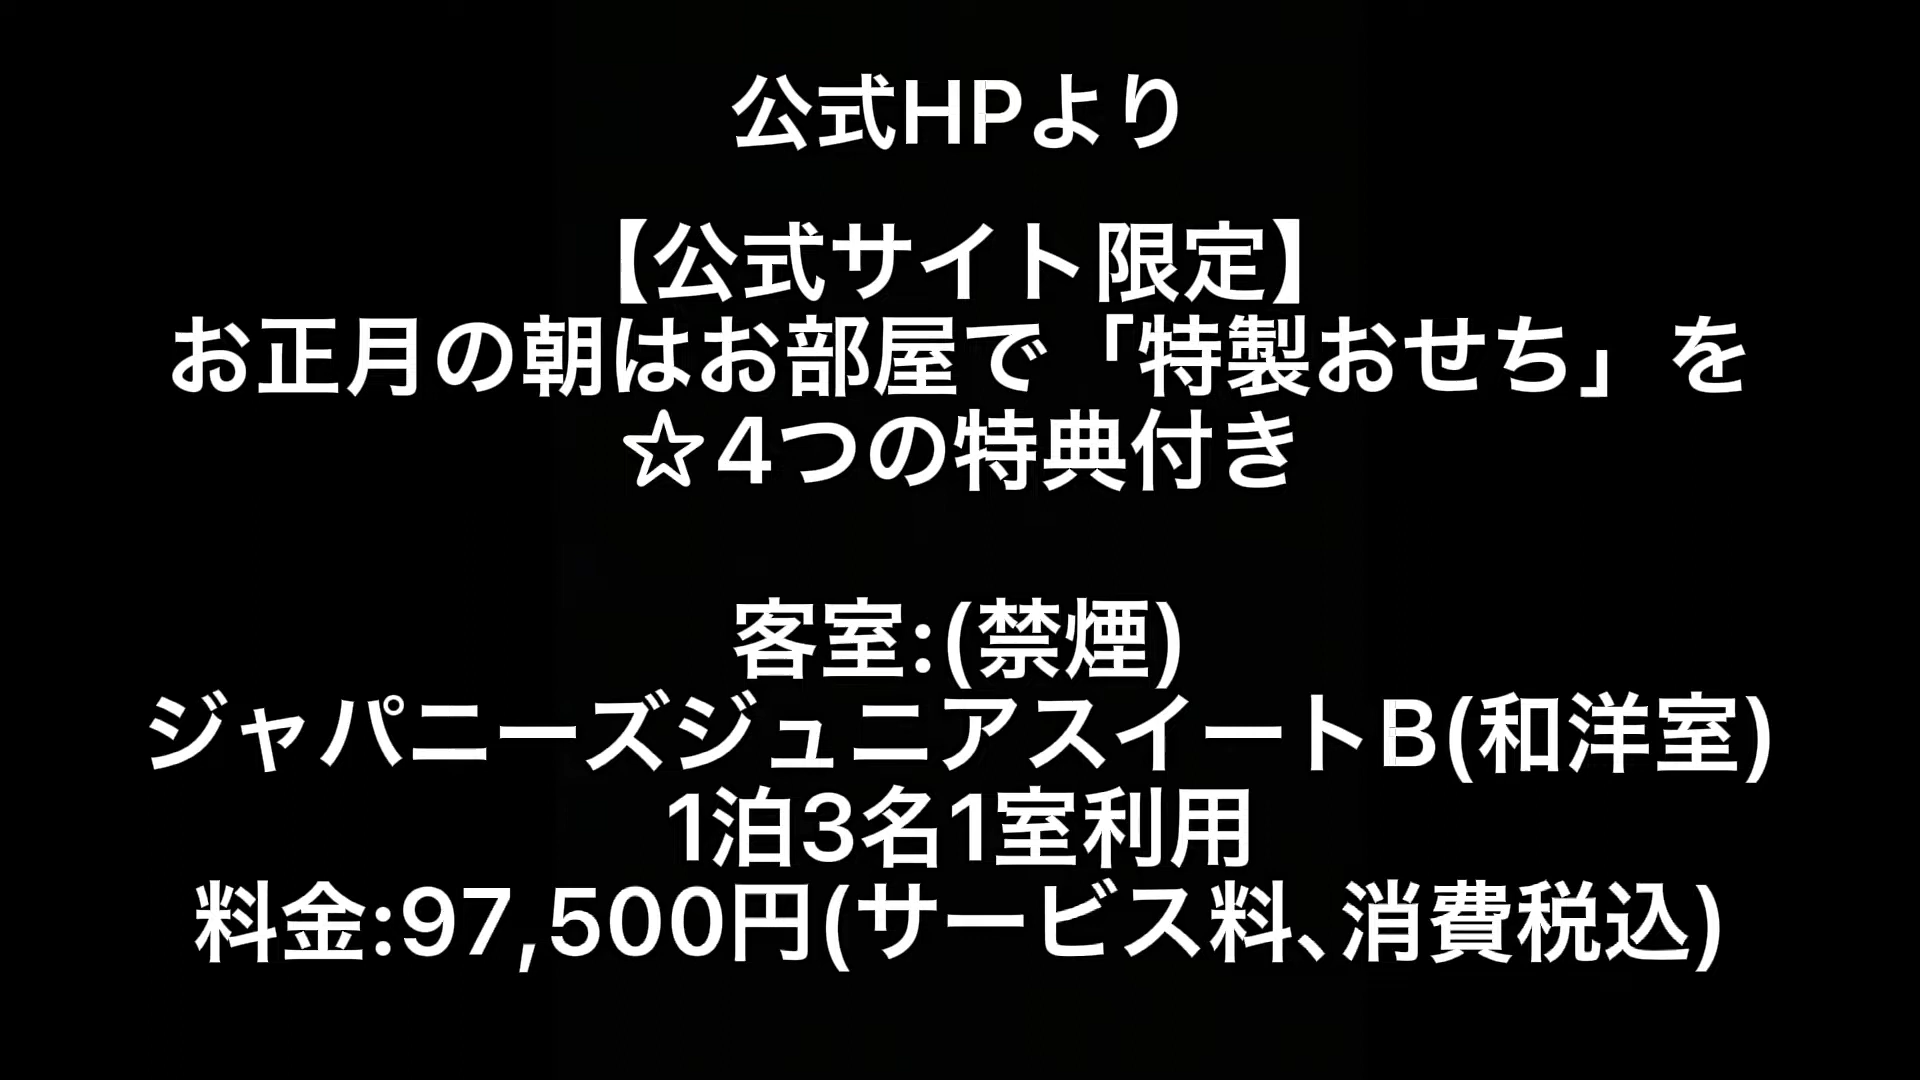 公式HPより
【公式サイト限定】
お正月の朝はお部屋で「特製おせち」を
☆4つの特典付き
客室:(禁煙)
ジャパニーズジュニアスイートB(和洋室)
1泊3名1室利用
料金:97,500円(サービス料、消費税込)